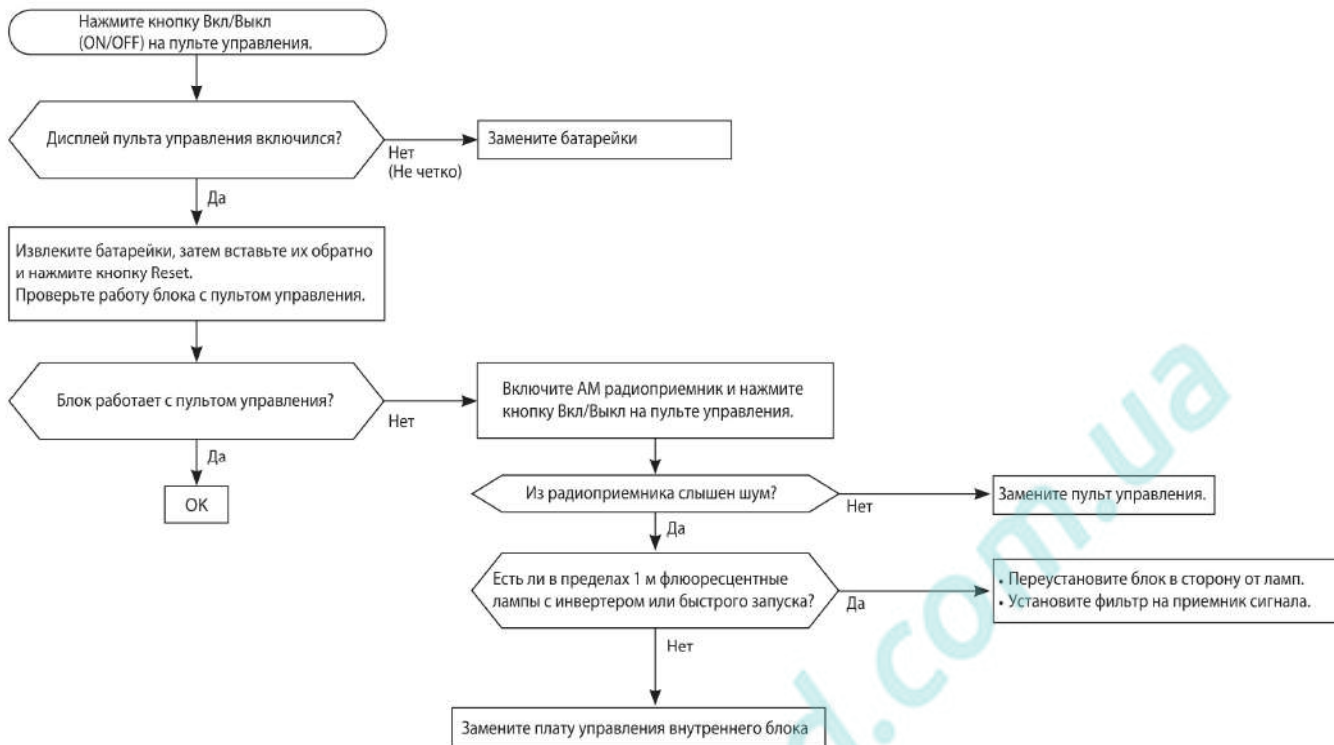 Нажмите кнопку Вкл/Выкл
(ON/OFF) на пульте управления.
Дисплей пульта управления включился?
Нет
(Не четко)
Замените батарейки
Да
Извлеките батарейки, затем вставьте их обратно
и нажмите кнопку Reset.
Проверьте работу блока с пультом управления.
Блок работает с пультом управления?
Нет
Включите АМ радиоприемник и нажмите
кнопку Вкл/Выкл на пульте управления.
Да
OK
Из радиоприемника слышен шум?
Нет
Замените пульт управления.
Да
Есть ли в пределах 1 м флюоресцентные
лампы с инвертером или быстрого запуска?
Да
• Переустановите блок в сторону от ламп.
• Установите фильтр на приемник сигнала.
Нет
Замените плату управления внутреннего блока
d.com.ua